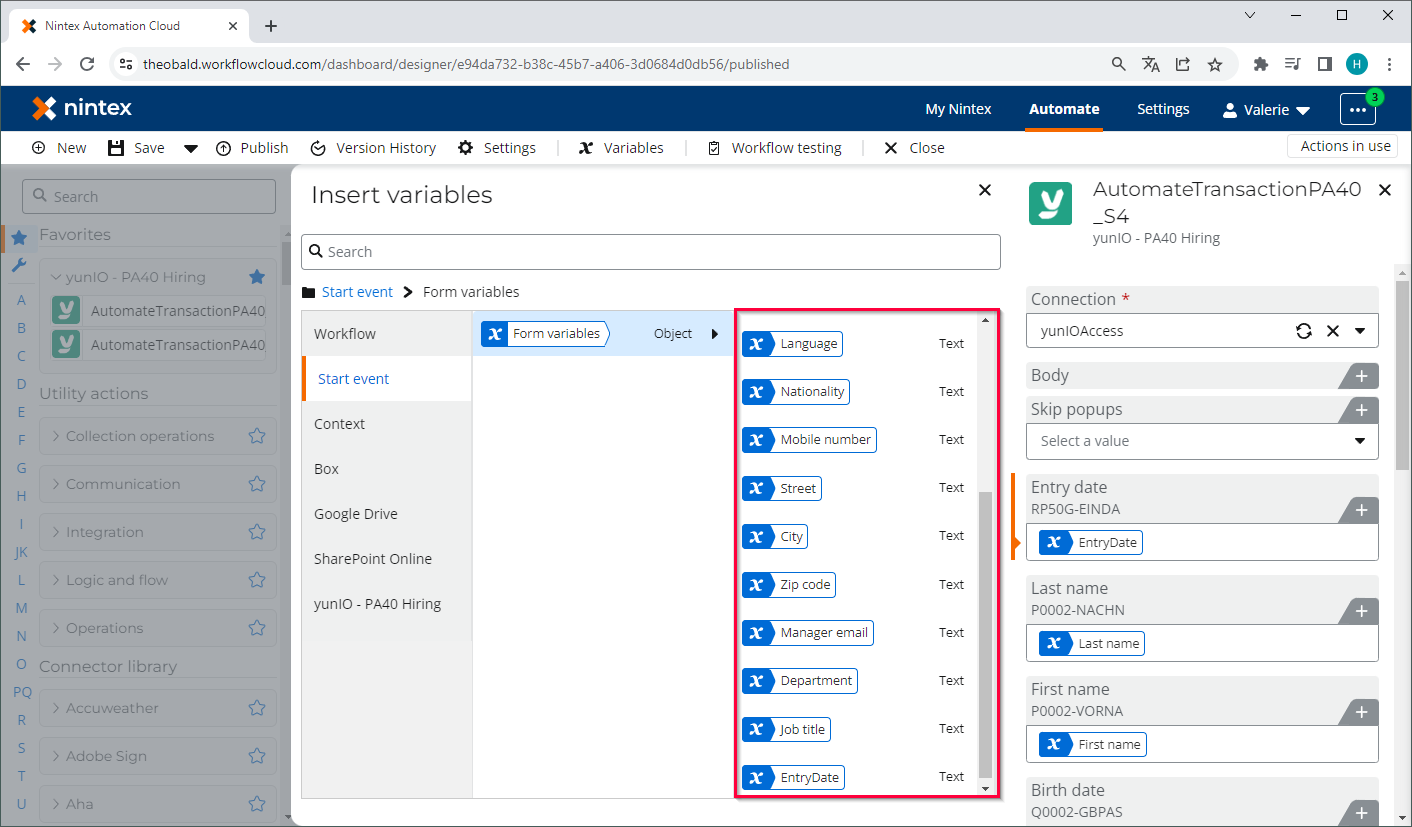 Nintex Automation Cloud
theobald.workflowcloud.com/dashboard/designer/e94da732-b38c-45b7-a406-3d0684d0db56/published
H
nintex
My Nintex
Automate
Settings
Valerie
3
New
Save
Publish
Version History
Settings
Variables
Workflow testing
Close
Actions in use
Search
Favorites
yunIO - PA40 Hiring
AutomateTransactionPA40
AutomateTransactionPA40
Utility actions
Collection operations
Communication
Integration
Logic and flow
Operations
Connector library
Accuweather
Adobe Sign
Aha
A
B
C
D
E
F
G
H
I
JK
L
M
N
O
PQ
R
S
T
U
Insert variables
Search
Start event
Form variables
Workflow
Start event
Context
Box
Google Drive
SharePoint Online
yunIO - PA40 Hiring
Form variables Object
Language Text
Nationality Text
Mobile number Text
Street Text
City Text
Zip code Text
Manager email Text
Department Text
Job title Text
EntryDate Text
AutomateTransactionPA40
_S4
yunIO - PA40 Hiring
Connection *
yunIOAccess
Body
Skip popups
Select a value
Entry date
RP50G-EINDA
EntryDate
Last name
P0002-NACHN
Last name
First name
P0002-VORNA
First name
Birth date
Q0002-GBPAS